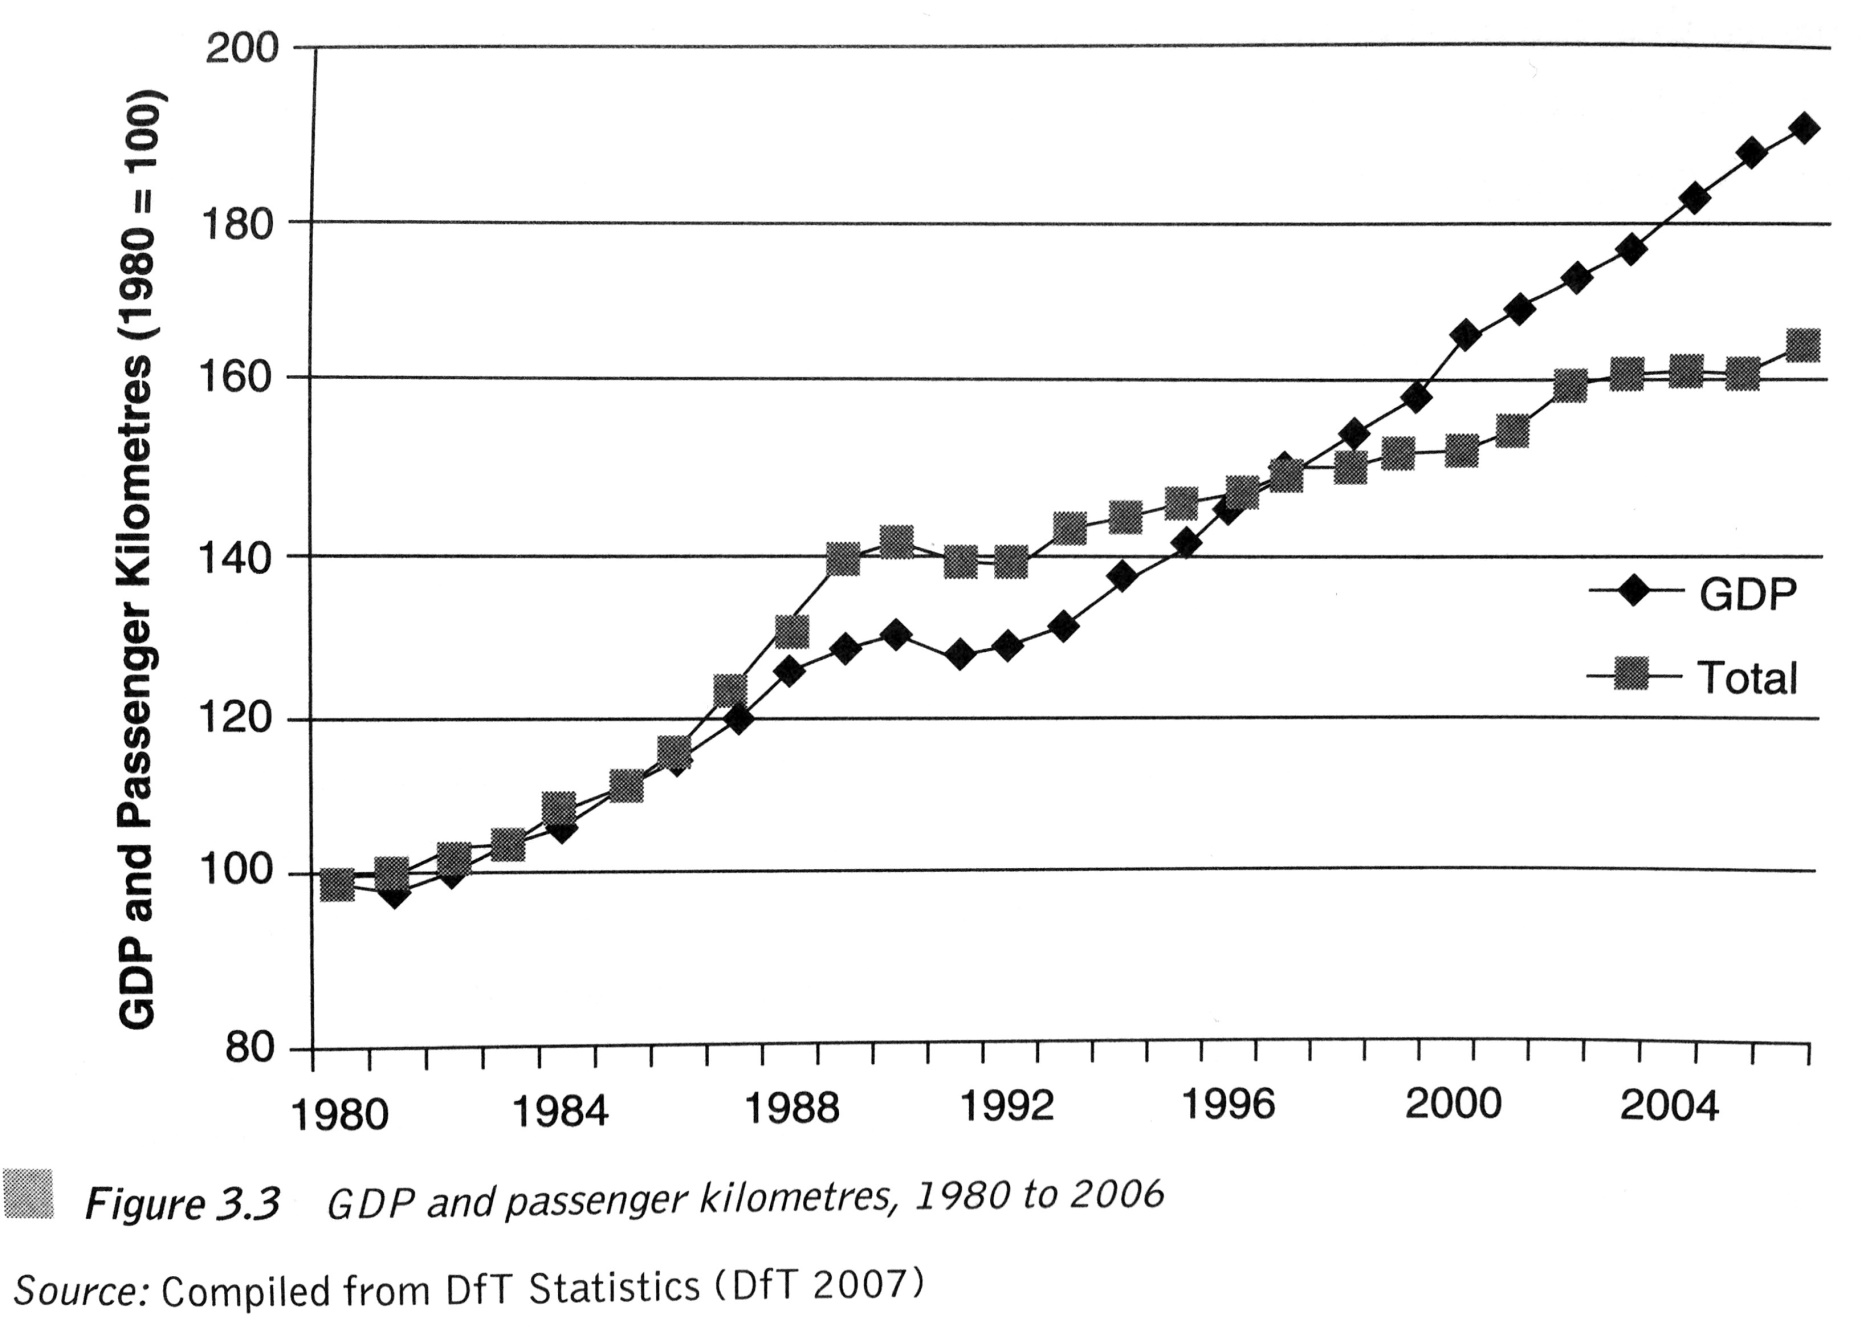 GDP and Passenger Kilometres (1980 = 100)
200
180
160
140
120
100
80
1980 1984 1988 1992 1996 2000 2004
GDP
Total
Figure 3.3 GDP and passenger kilometres, 1980 to 2006
Source: Compiled from DfT Statistics (DfT 2007)